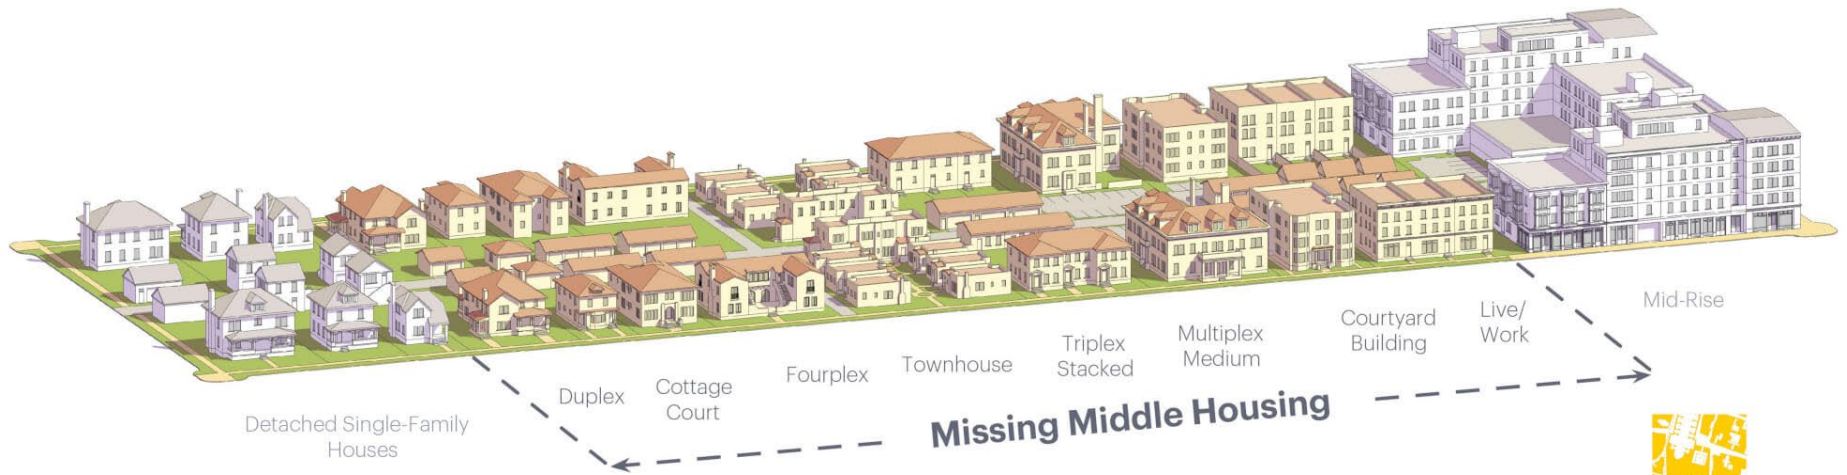 Detached Single-Family
Houses
Duplex
Cottage
Court
Fourplex
Townhouse
Triplex
Stacked
Multiplex
Medium
Courtyard
Building
Live/
Work
Mid-Rise
Missing Middle Housing